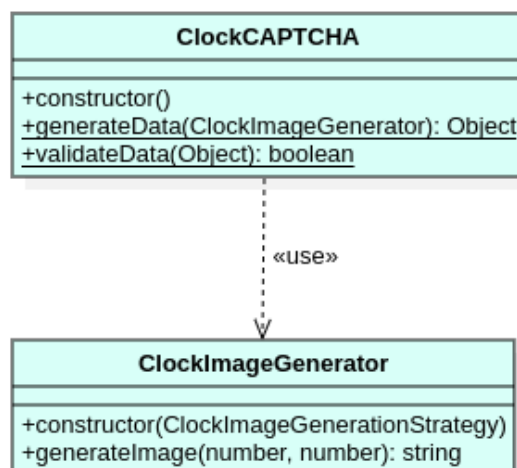 ClockCAPTCHA
+constructor()
+generateData(ClockImageGenerator): Object
+validateData(Object): boolean
«use»
ClockImageGenerator
+constructor(ClockImageGenerationStrategy)
+generateImage(number, number): string